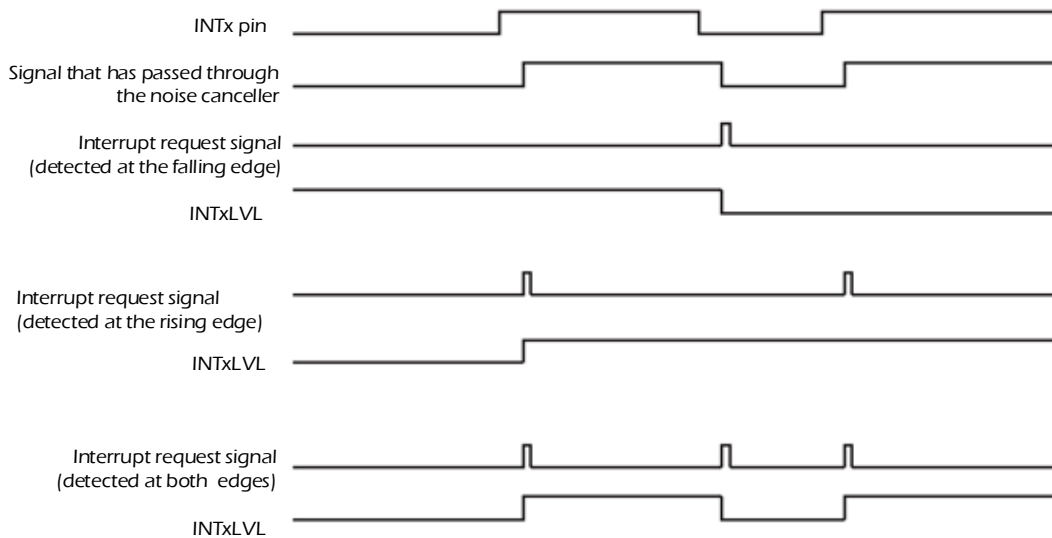 INTx pin
Signal that has passed through
the noise canceller
Interrupt request signal
(detected at the falling edge)
INTxLVL
Interrupt request signal
(detected at the rising edge)
INTxLVL
Interrupt request signal
(detected at both edges)
INTxLVL